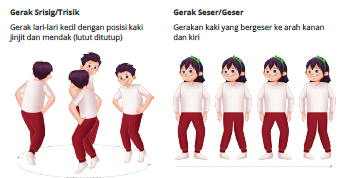 Gerak Srisig/Trisik
Gerak lari-lari kecil dengan posisi kaki
jinjit dan mendak (lutut ditutup)
Gerak Seser/Geser
Gerakan kaki yang bergeser ke arah kanan
dan kiri